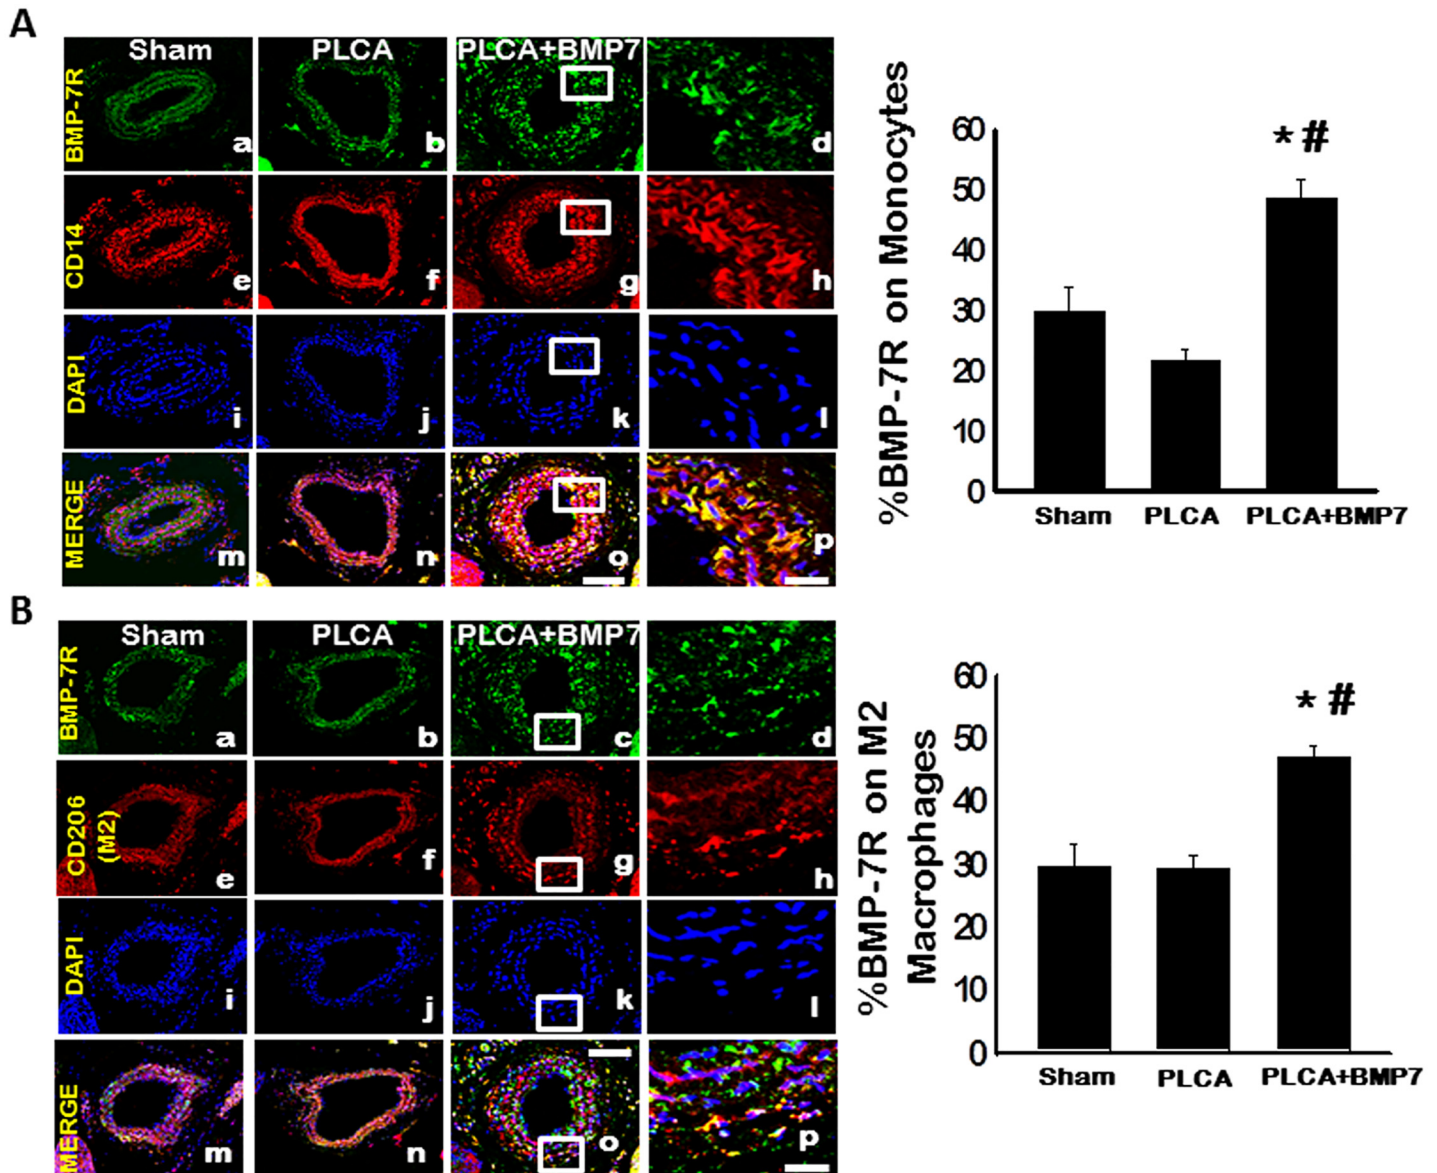 A
Sham PLCA PLCA+BMP7
BMP-7R
a b d
CD14
e f g h
DAPI
i j k l
MERGE
m n o p
%BMP-7R on Monocytes
60
50
40
30
20
10
0
* #
Sham PLCA PLCA+BMP7
B
Sham PLCA PLCA+BMP7
BMP-7R
a b c d
CD206
(M2)
e f g h
DAPI
i j k l
MERGE
m n o p
%BMP-7R on M2
Macrophages
60
50
40
30
20
10
0
* #
Sham PLCA PLCA+BMP7